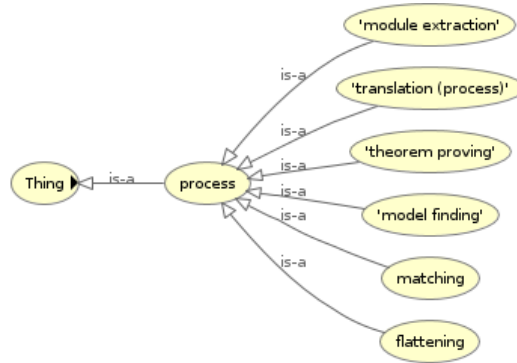 'module extraction'
is-a
'translation (process)'
is-a
'theorem proving'
is-a
Thing
is-a
process
is-a
'model finding'
is-a
matching
is-a
flattening